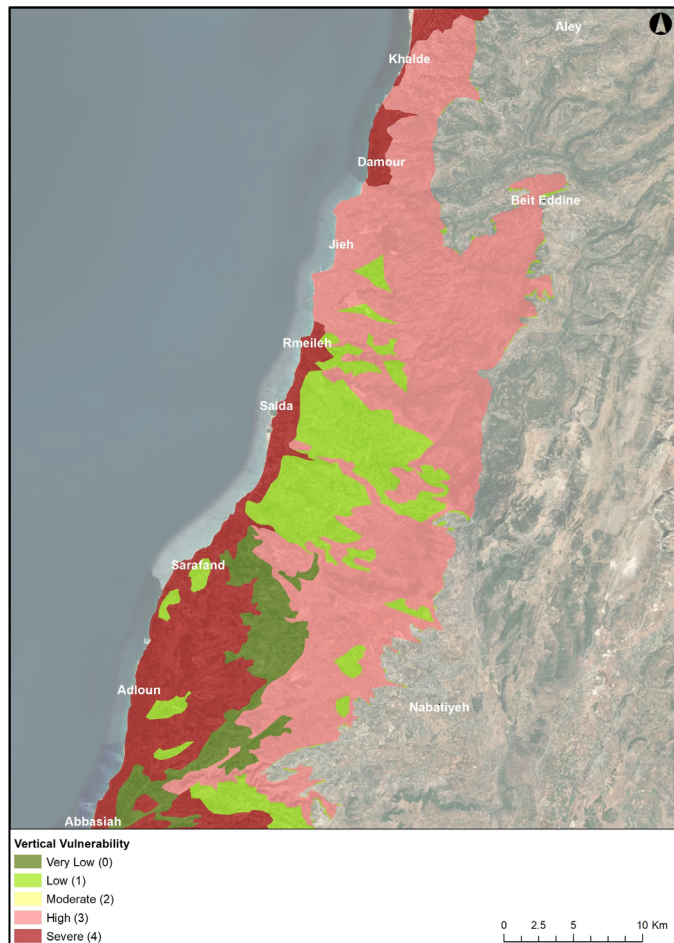 Aley
Khalde
Damour
Beit Eddine
Jieh
Rmeileh
Saida
Sarafand
Adloun
Nabatiyeh
Abbasiah
Vertical Vulnerability
Very Low (0)
Low (1)
Moderate (2)
High (3)
Severe (4)
0 2.5 5 10 Km